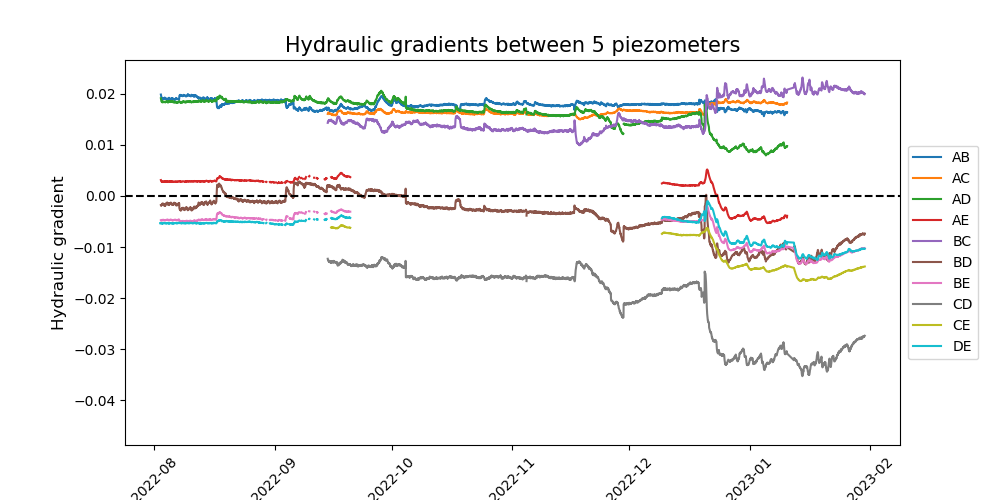 Hydraulic gradients between 5 piezometers
Hydraulic gradient
0.02
0.01
0.00
−0.01
−0.02
−0.03
−0.04
2022-08
2022-09
2022-10
2022-11
2022-12
2023-01
2023-02
AB
AC
AD
AE
BC
BD
BE
CD
CE
DE